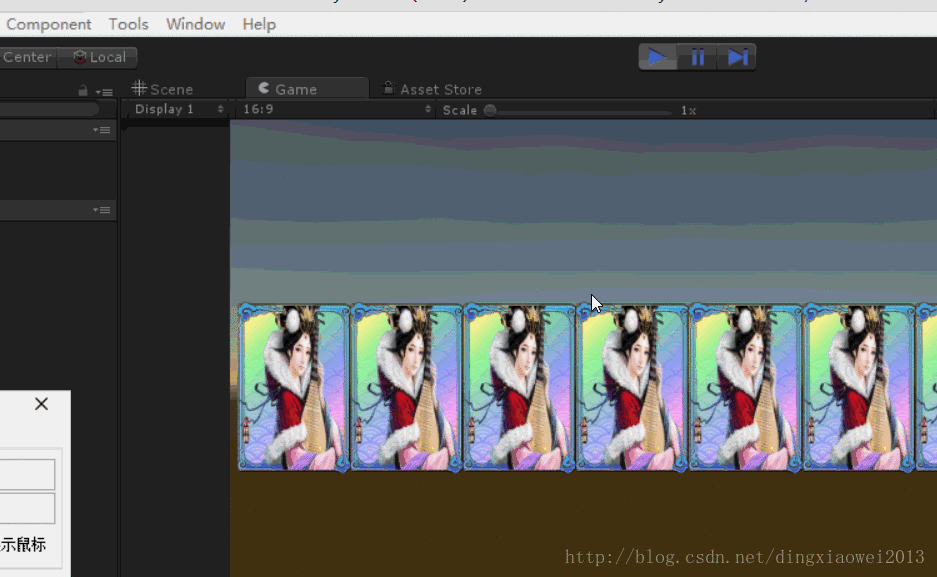 Component Tools Window Help
Center Local
Scene Game Asset Store
Display 1 16:9 Scale 1x
示鼠标
http://blog.csdn.net/dingxiaowei2013